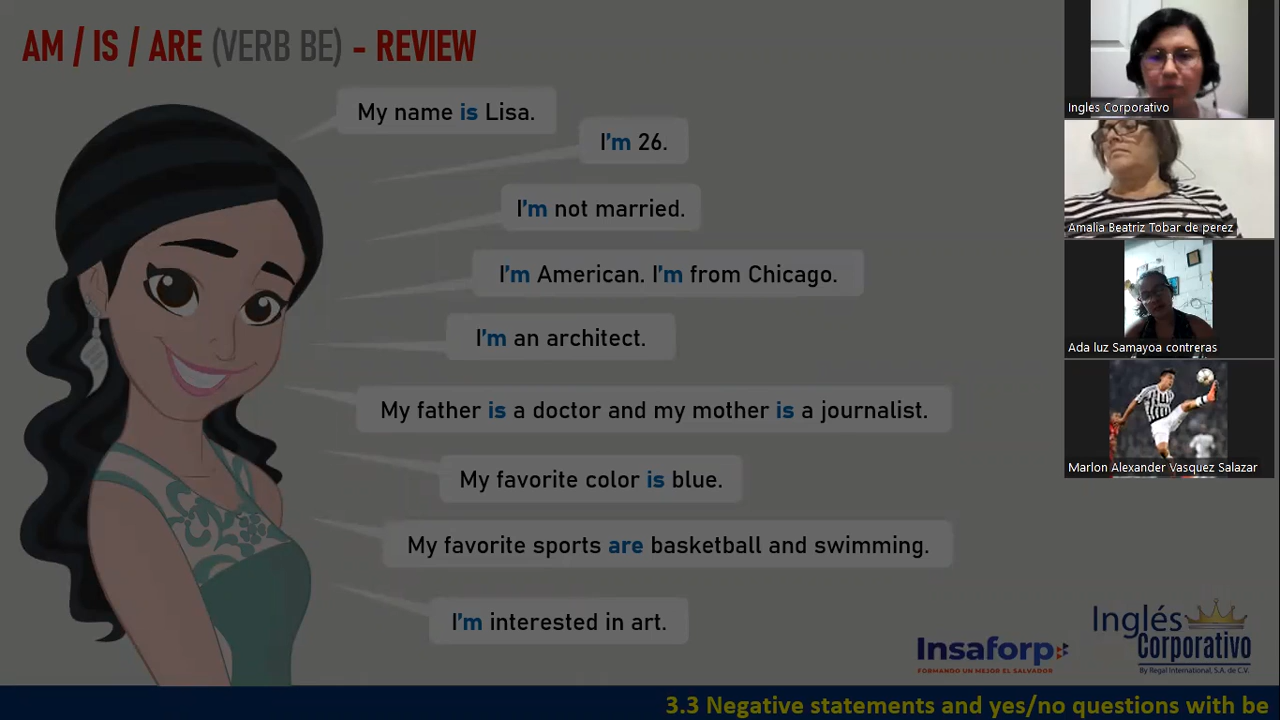 AM / IS / ARE (VERB BE) - REVIEW
My name is Lisa.
I'm 26.
I'm not married.
I'm American. I'm from Chicago.
I'm an architect.
My father is a doctor and my mother is a journalist.
My favorite color is blue.
My favorite sports are basketball and swimming.
I'm interested in art.
Insaforp
FORMANDO UN MEJOR EL SALVADOR
Inglés
Corporativo
By Regal International, S.A. de C.V.
3.3 Negative statements and yes/no questions with be
Ingles Corporativo
Amalia Beatriz Tobar de perez
Ada luz Samayoa contreras
Marlon Alexander Vasquez Salazar